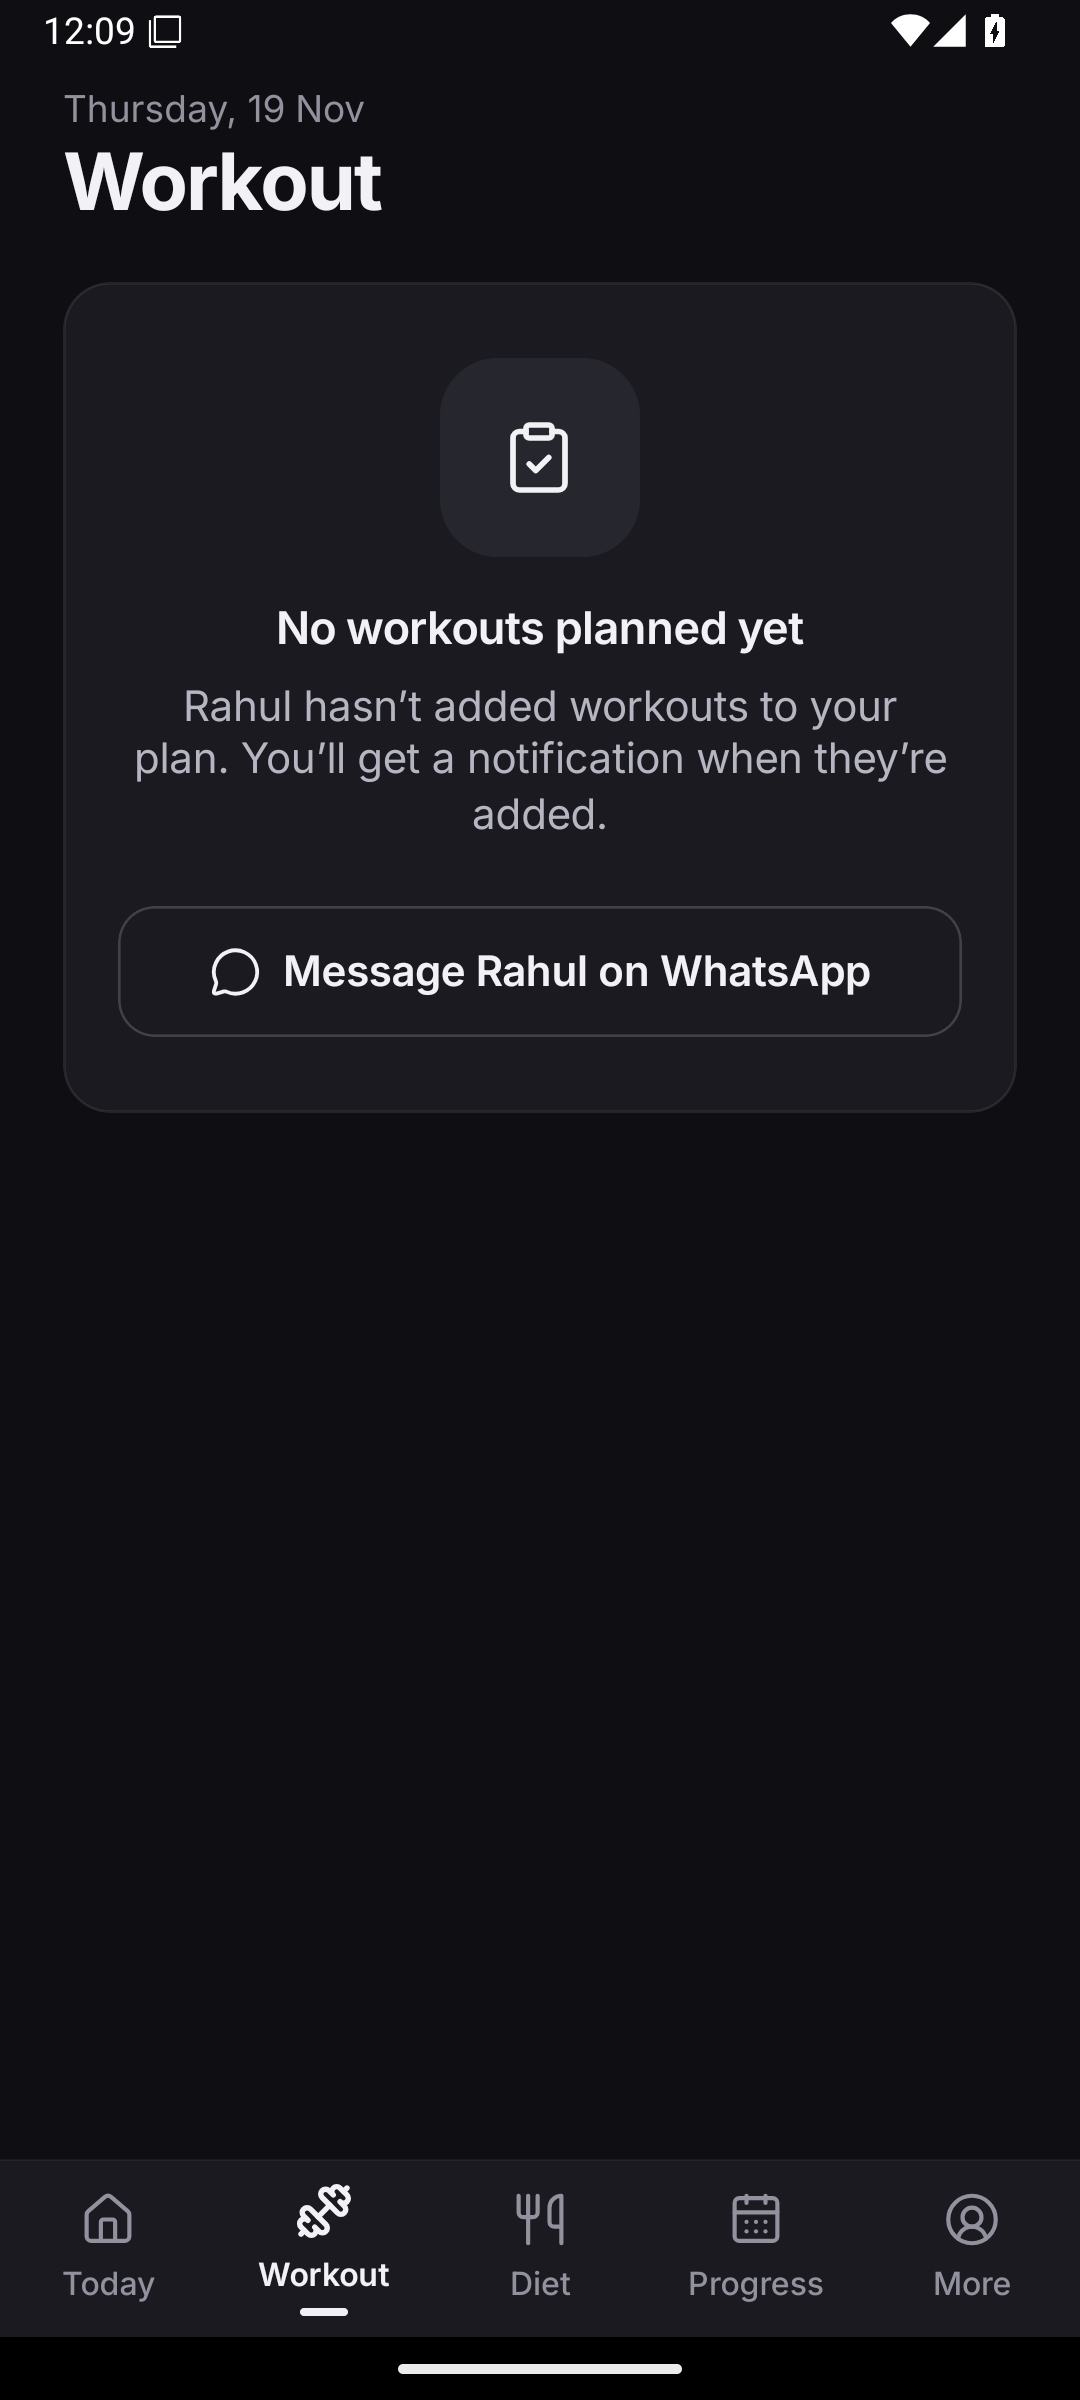 12:09
Thursday, 19 Nov
Workout
No workouts planned yet
Rahul hasn’t added workouts to your
plan. You’ll get a notification when they’re
added.
Message Rahul on WhatsApp
Today
Workout
Diet
Progress
More